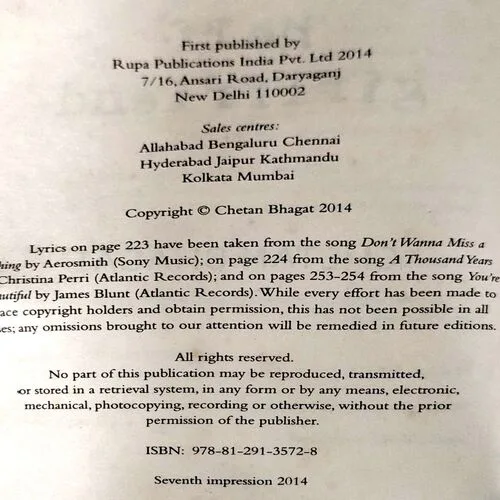 First published by
Rupa Publications India Pvt. Ltd 2014
7/16, Ansari Road, Daryaganj
New Delhi 110002
Sales centres:
Allahabad Bengaluru Chennai
Hyderabad Jaipur Kathmandu
Kolkata Mumbai
Copyright © Chetan Bhagat 2014
Lyrics on page 223 have been taken from the song Don't Wanna Miss a
hing by Aerosmith (Sony Music); on page 224 from the song A Thousand Years
Christina Perri (Atlantic Records); and on pages 253–254 from the song You're
utiful by James Blunt (Atlantic Records). While every effort has been made to
ace copyright holders and obtain permission, this has not been possible in all
es; any omissions brought to our attention will be remedied in future editions.
All rights reserved.
No part of this publication may be reproduced, transmitted,
or stored in a retrieval system, in any form or by any means, electronic,
mechanical, photocopying, recording or otherwise, without the prior
permission of the publisher.
ISBN: 978-81-291-3572-8
Seventh impression 2014